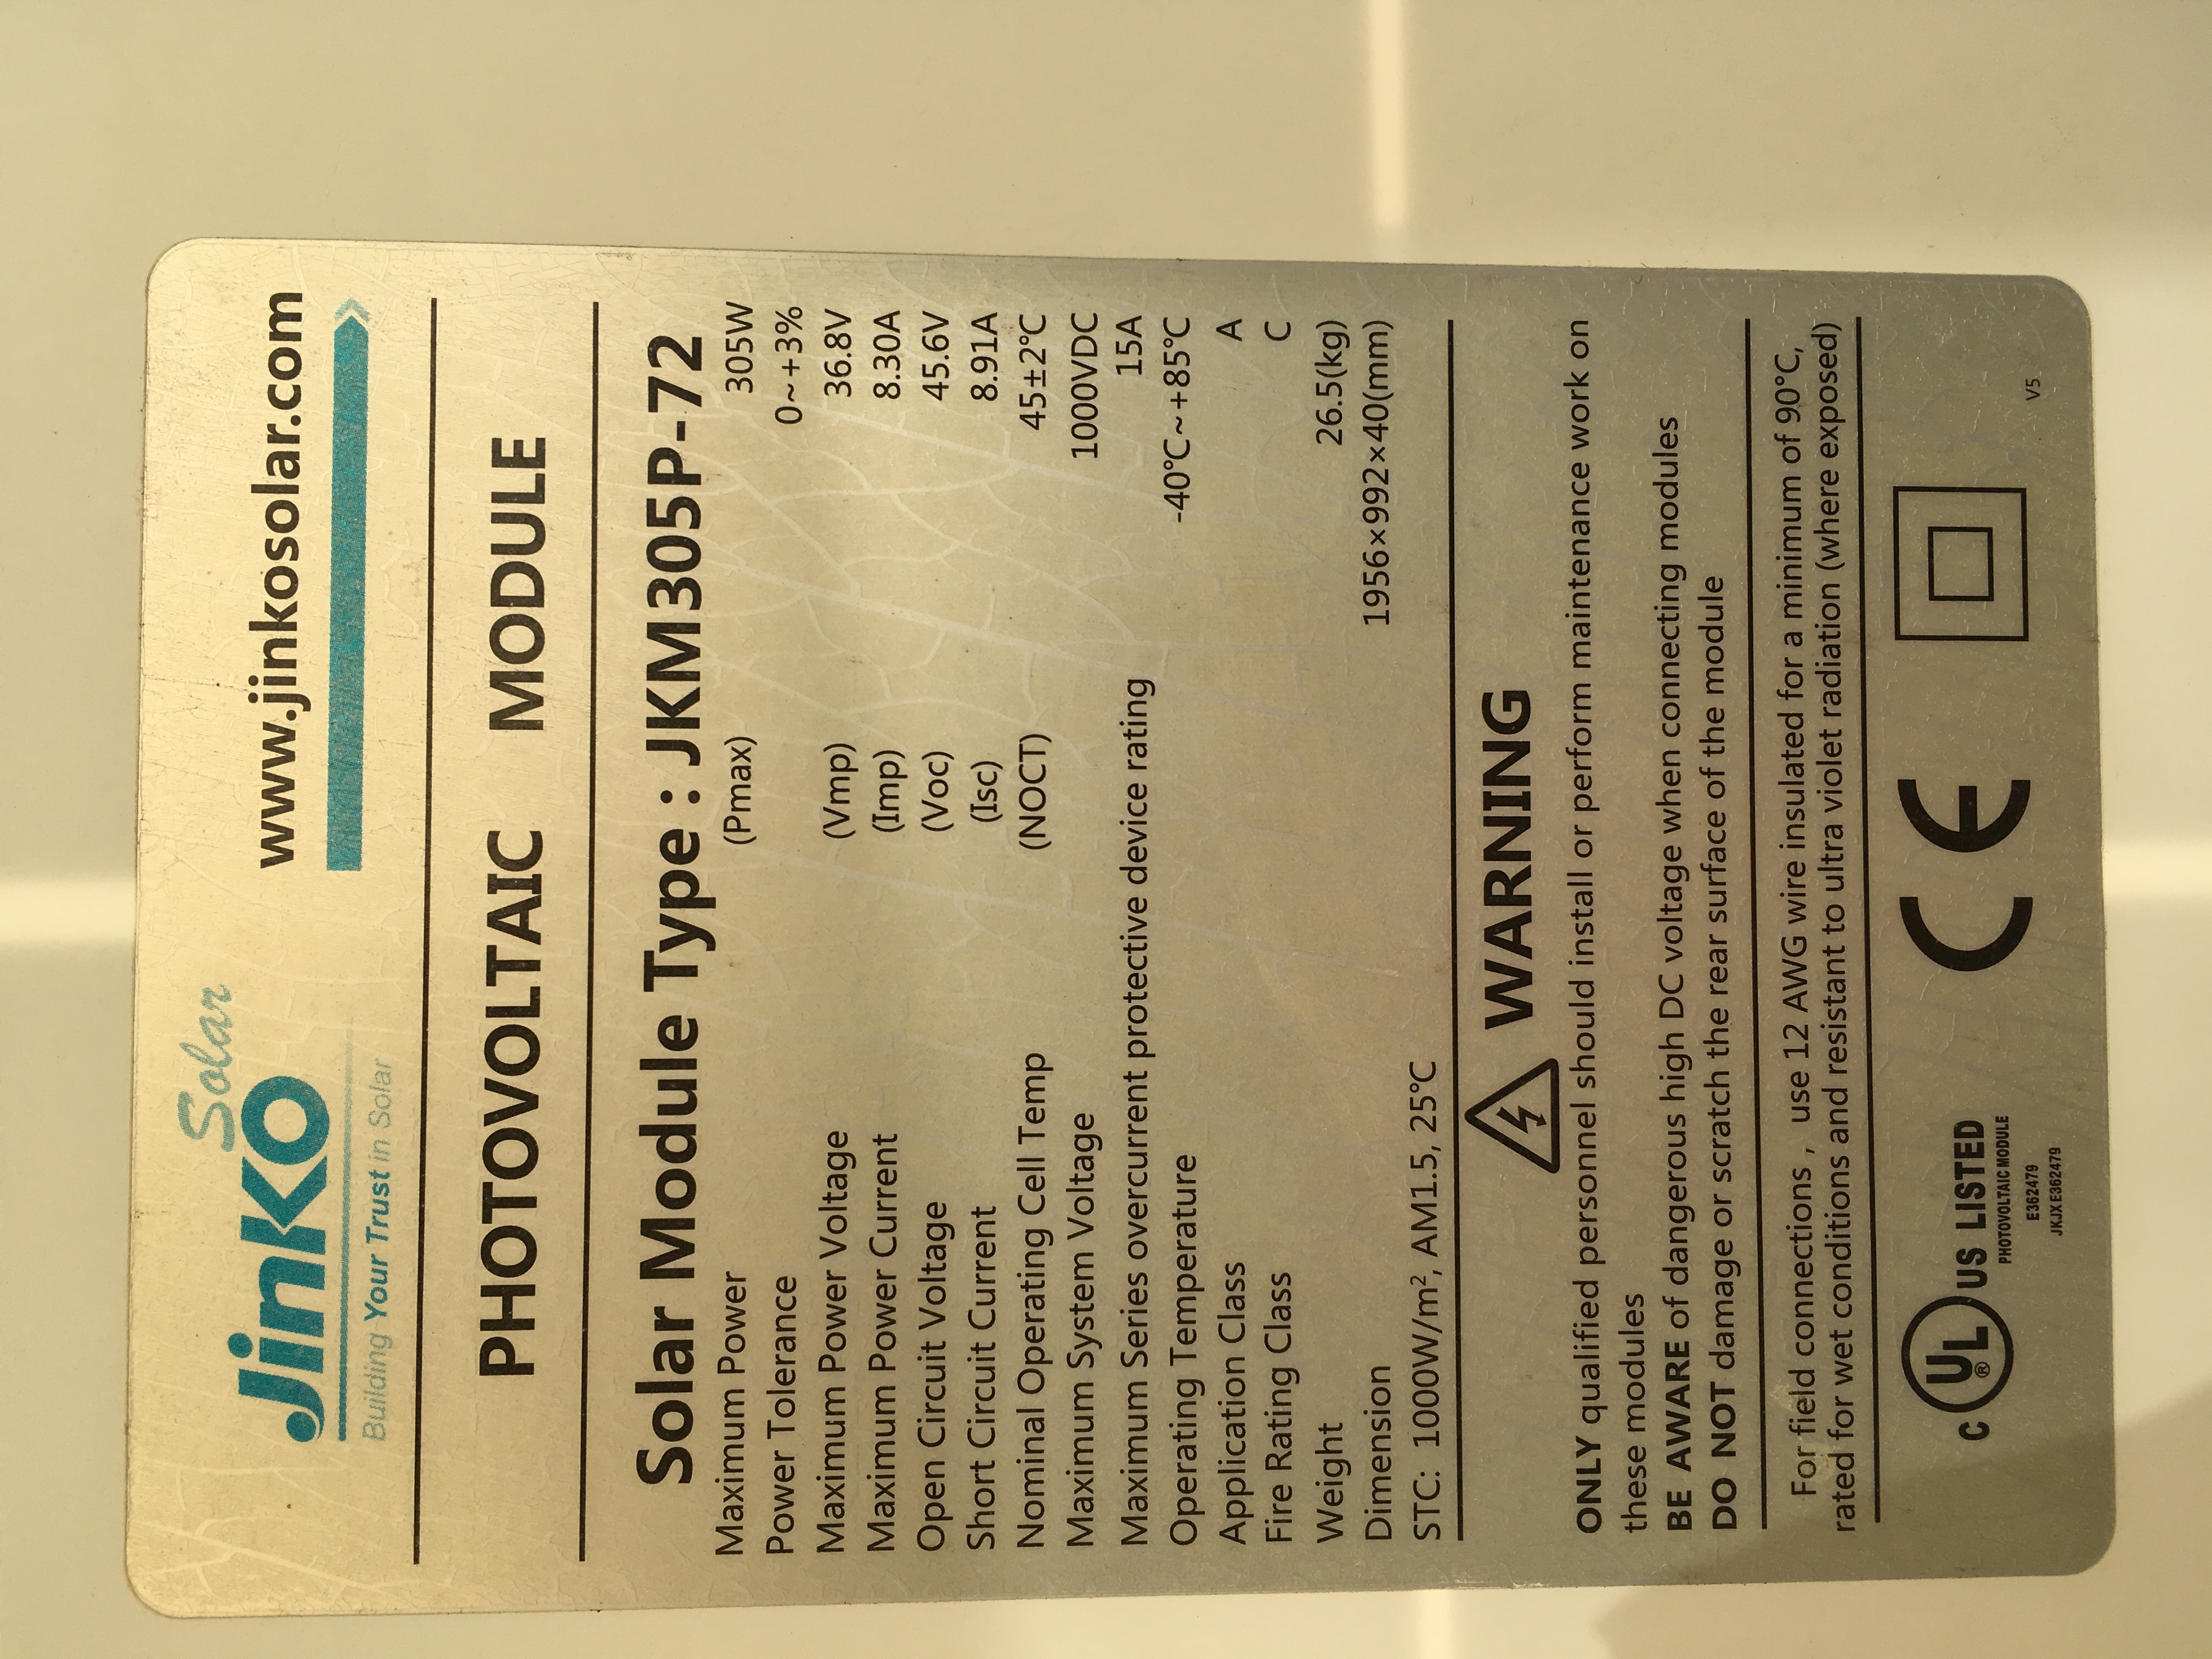 JinKO Solar
www.jinkosolar.com
Building Your Trust in Solar
PHOTOVOLTAIC MODULE
Solar Module Type : JKM305P-72
Maximum Power (Pmax) 305W
Power Tolerance 0~+3%
Maximum Power Voltage (Vmp) 36.8V
Maximum Power Current (Imp) 8.30A
Open Circuit Voltage (Voc) 45.6V
Short Circuit Current (Isc) 8.91A
Nominal Operating Cell Temp (NOCT) 45±2℃
Maximum System Voltage 1000VDC
Maximum Series overcurrent protective device rating 15A
Operating Temperature -40℃~+85℃
Application Class A
Fire Rating Class C
Weight 26.5(kg)
Dimension 1956×992×40(mm)
STC: 1000W/m², AM1.5, 25℃
WARNING
ONLY qualified personnel should install or perform maintenance work on
these modules
BE AWARE of dangerous high DC voltage when connecting modules
DO NOT damage or scratch the rear surface of the module
For field connections , use 12 AWG wire insulated for a minimum of 90℃,
rated for wet conditions and resistant to ultra violet radiation (where exposed)
C UL® US LISTED
PHOTOVOLTAIC MODULE
E362479
JKJX E362479
CE
V5